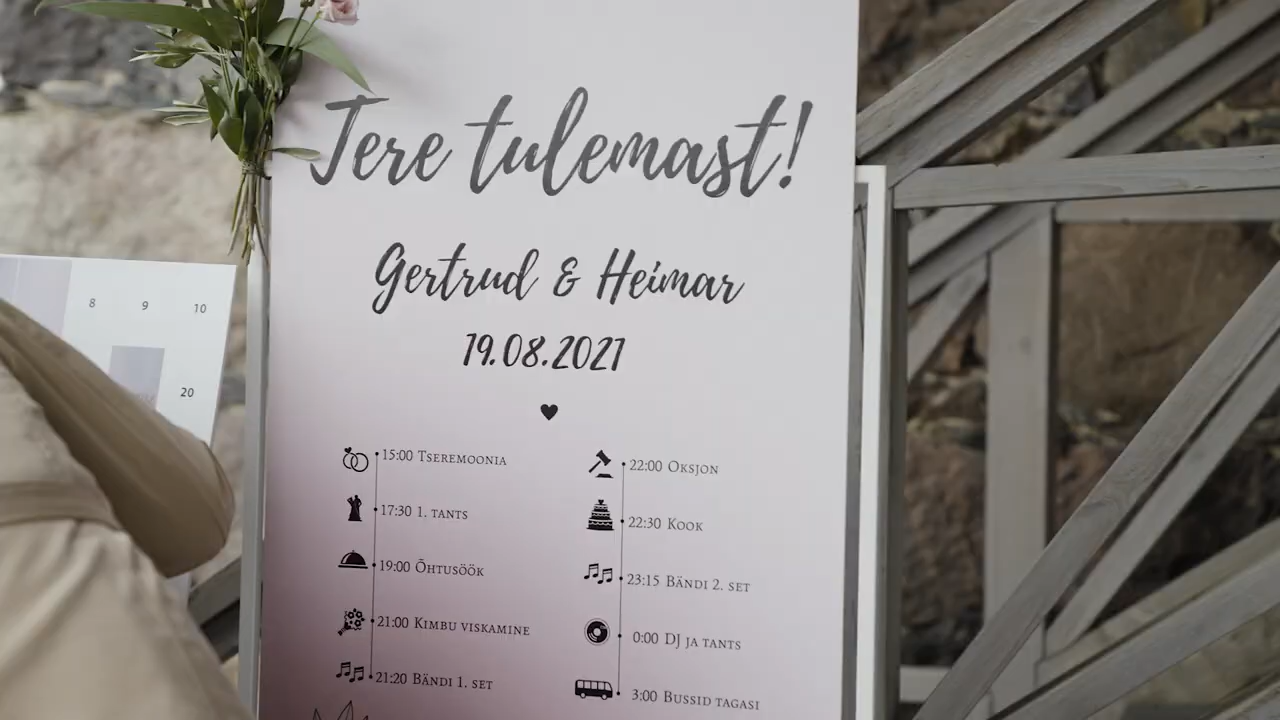 Tere tulemast!
Gertrud & Heimar
19.08.2021
15:00 Tseremoonia
17:30 1. tants
19:00 Õhtusöök
21:00 Kimbu viskamine
21:20 Bändi 1. set
22:00 Oksjon
22:30 Kook
23:15 Bändi 2. set
0:00 DJ ja tants
3:00 Bussid tagasi
8 9 10
20